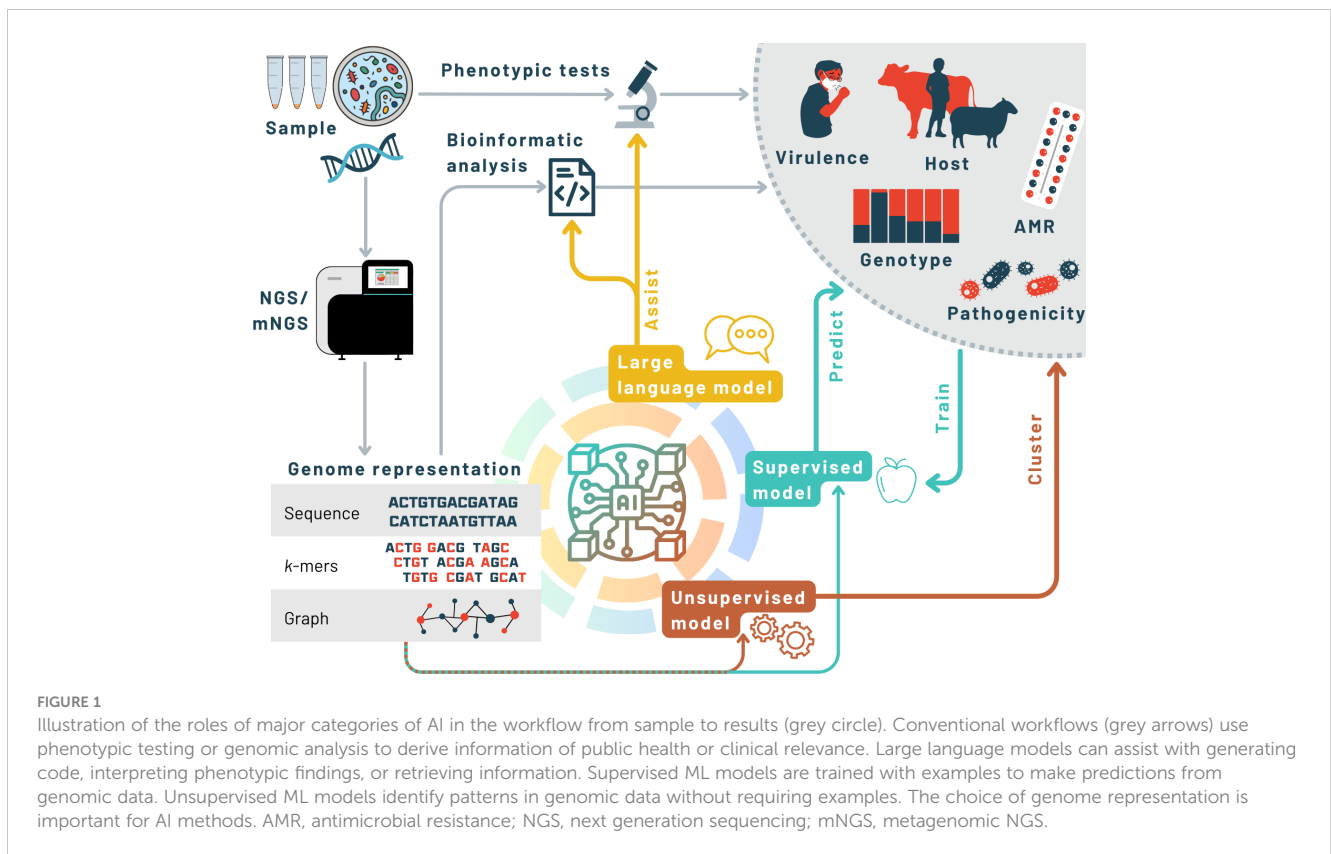 Phenotypic tests
Sample
Bioinformatic
analysis
</>
NGS/
mNGS
Virulence
Host
AMR
Genotype
Pathogenicity
Assist
Large
language model
Predict
Train
Cluster
Supervised
model
AI
Unsupervised
model
Genome representation
Sequence
ACTGTGACGATAG
CATCTAATGTTAA
k-mers
ACTG GACG TAGC
CTGT ACGA AGCA
TGTG CGAT GCAT
Graph
FIGURE 1
Illustration of the roles of major categories of AI in the workflow from sample to results (grey circle). Conventional workflows (grey arrows) use
phenotypic testing or genomic analysis to derive information of public health or clinical relevance. Large language models can assist with generating
code, interpreting phenotypic findings, or retrieving information. Supervised ML models are trained with examples to make predictions from
genomic data. Unsupervised ML models identify patterns in genomic data without requiring examples. The choice of genome representation is
important for AI methods. AMR, antimicrobial resistance; NGS, next generation sequencing; mNGS, metagenomic NGS.